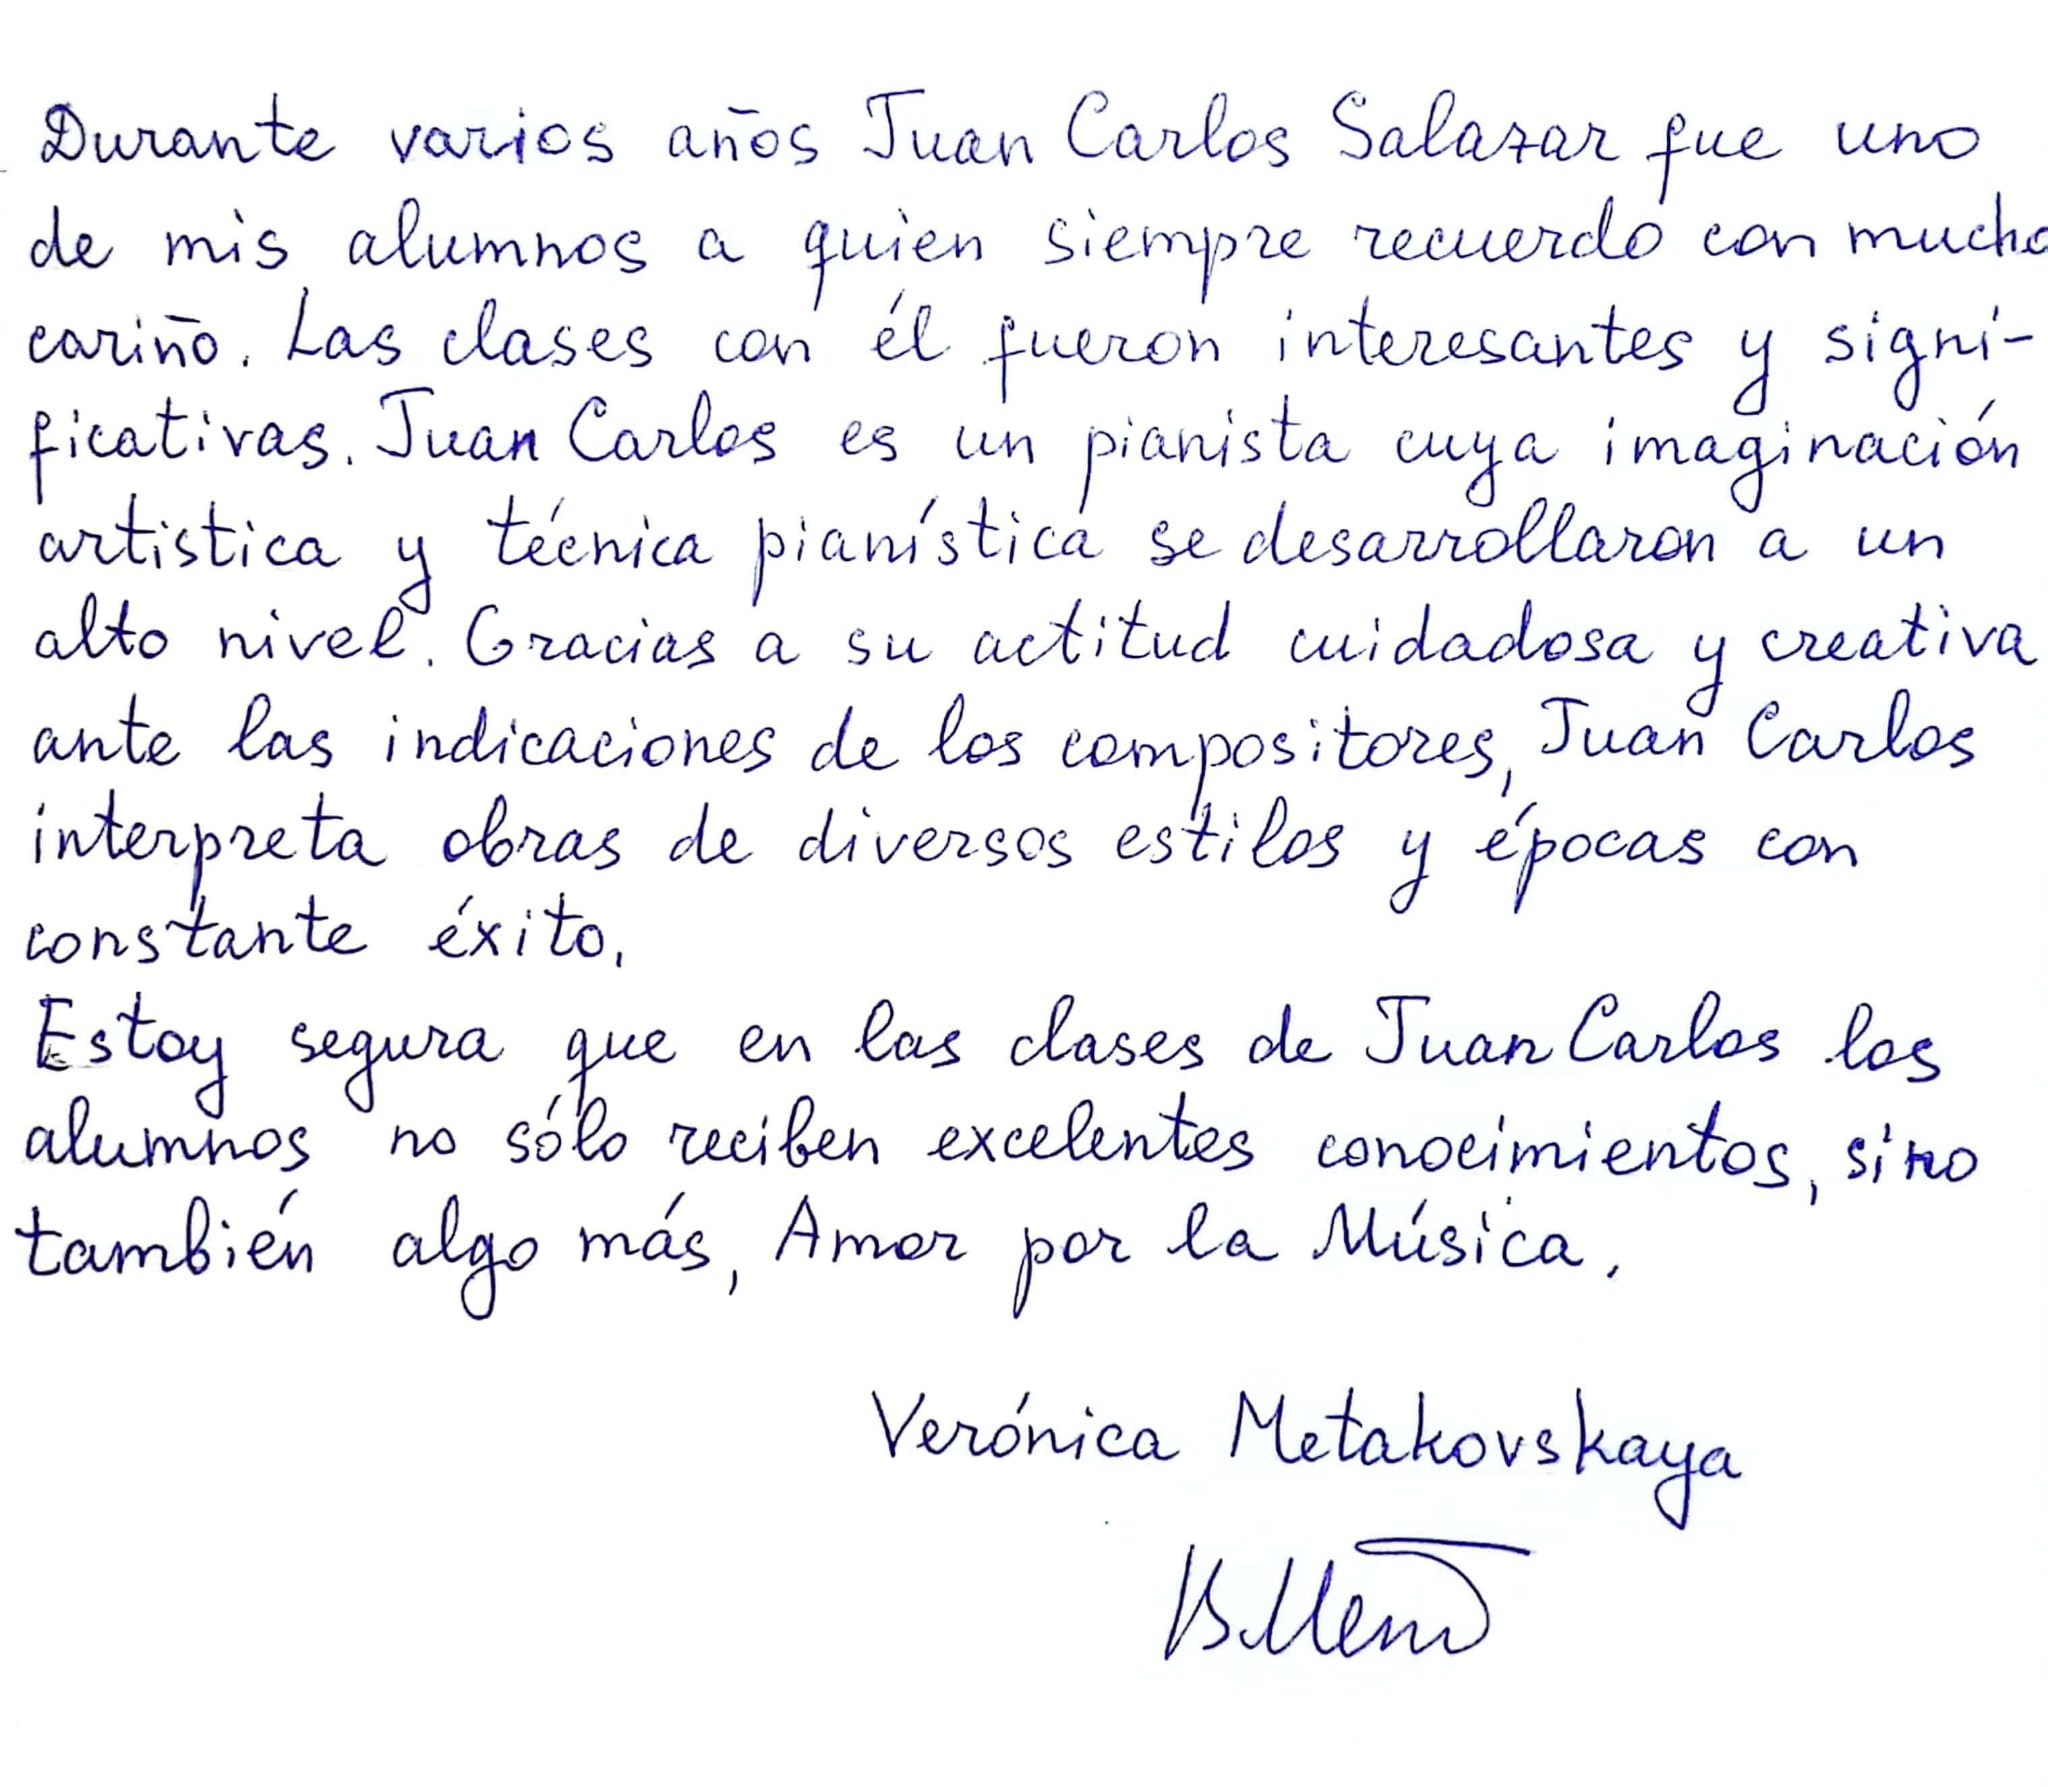 Durante varios años Juan Carlos Salazar fue uno
de mis alumnos a quien siempre recuerdo con mucho
cariño. Las clases con él fueron interesantes y signi-
ficativas. Juan Carlos es un pianista cuya imaginación
artistica y técnica pianística se desarrollaron a un
alto nivel. Gracias a su actitud cuidadosa y creativa
ante las indicaciones de los compositores, Juan Carlos
interpreta obras de diversos estilos y épocas con
constante éxito.
Estoy segura que en las clases de Juan Carlos los
alumnos no sólo reciben excelentes conocimientos, sino
también algo más, Amor por la Música.
Verónica Metakovskaya